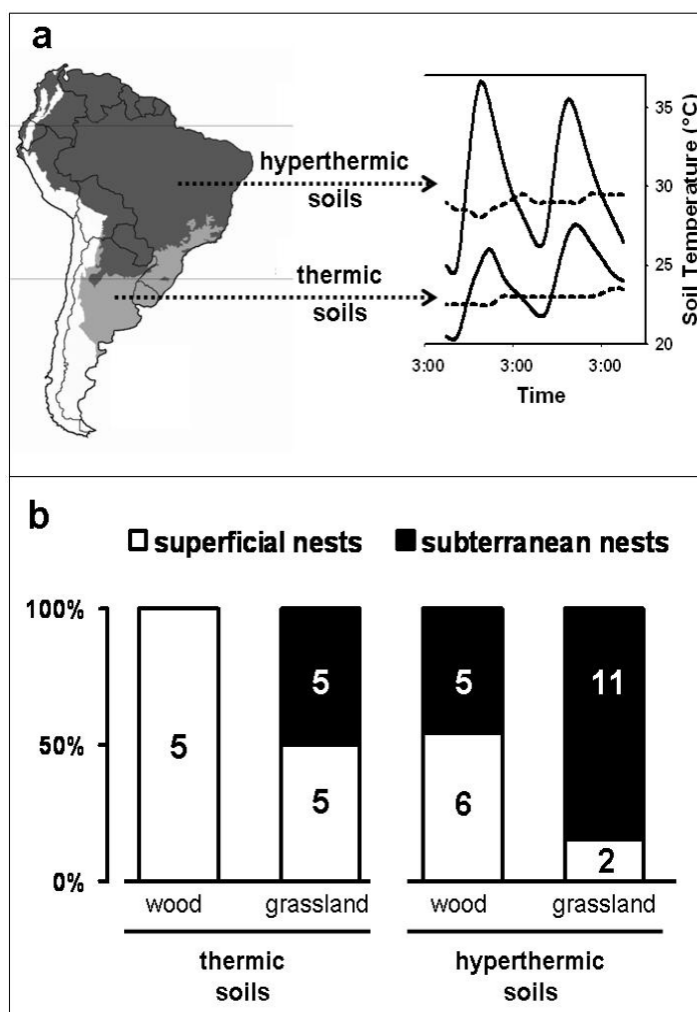 a
hyperthermic
soils
thermic
soils
35
30
25
20
Soil Temperature (°C)
3:00 3:00 3:00
Time
b
superficial nests subterranean nests
100%
50%
0%
5
5
5
5
6
11
2
wood grassland wood grassland
thermic
soils
hyperthermic
soils